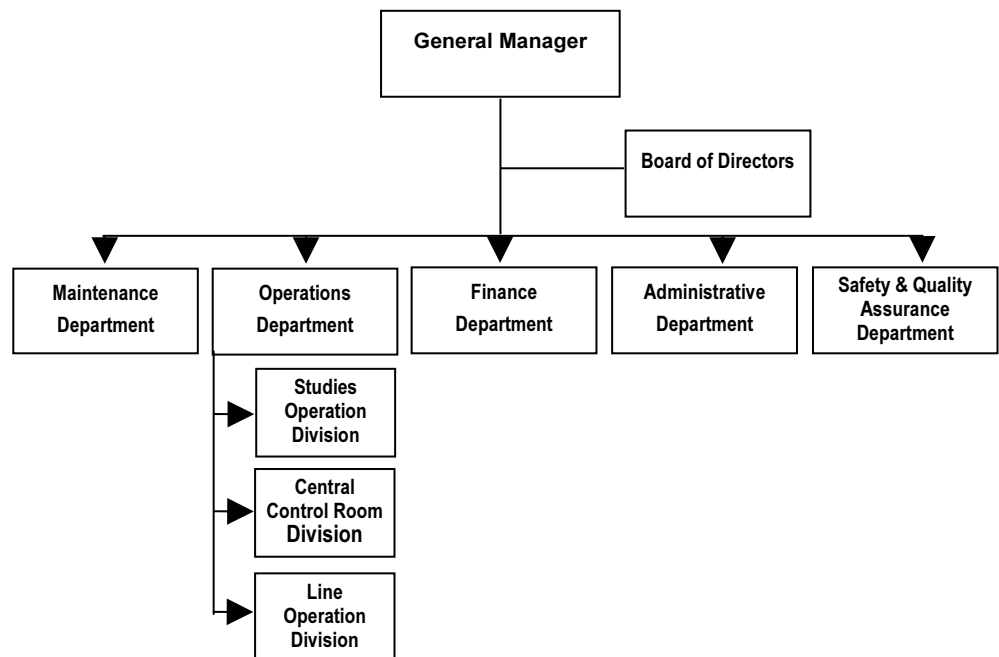 General Manager
Board of Directors
Maintenance
Department
Operations
Department
Finance
Department
Administrative
Department
Safety & Quality
Assurance
Department
Studies
Operation
Division
Central
Control Room
Division
Line
Operation
Division